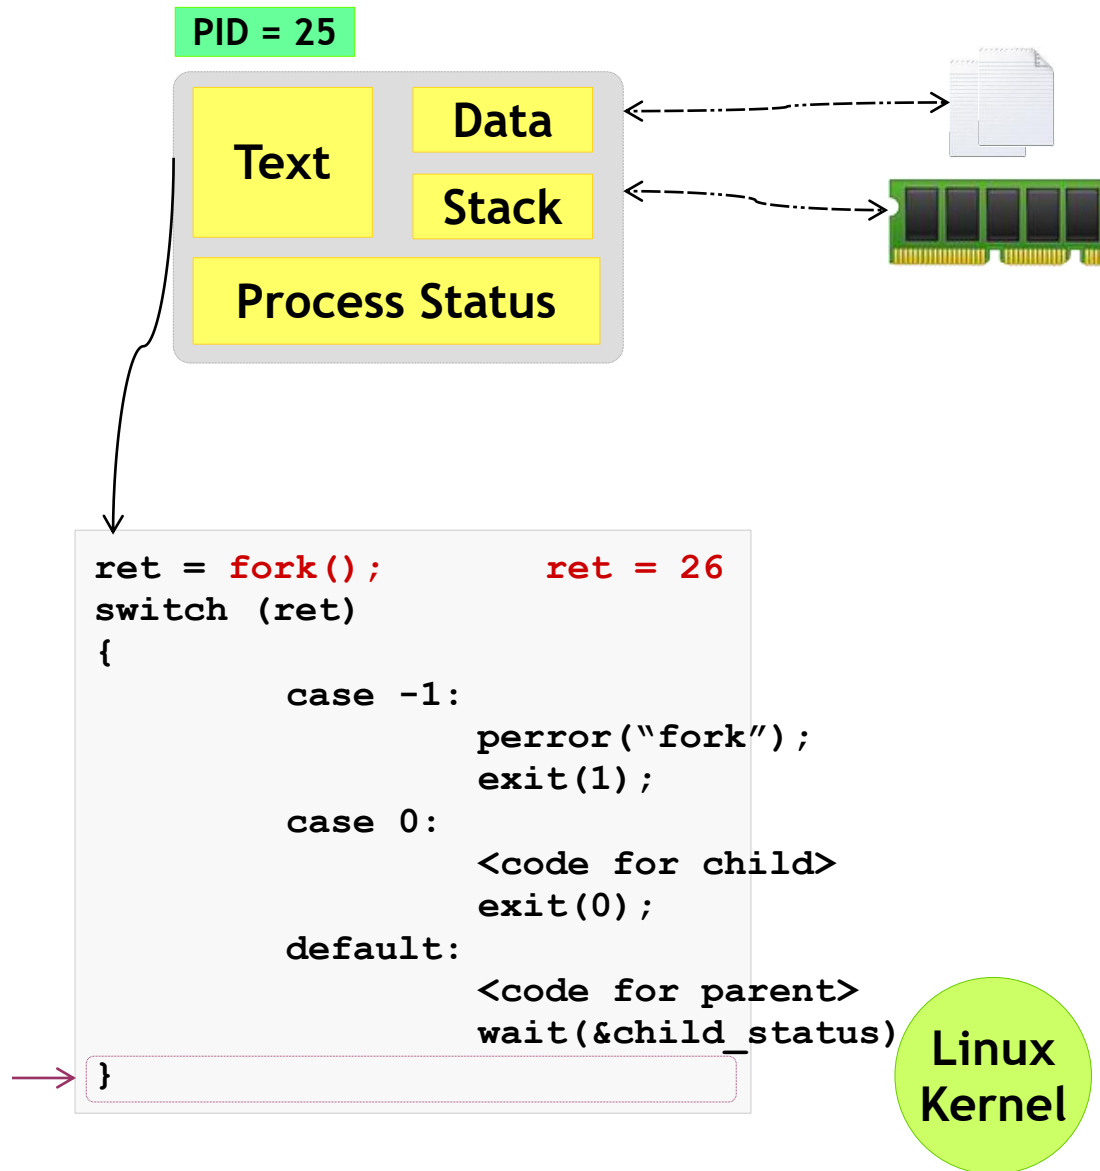 PID = 25
Text
Data
Stack
Process Status
ret = fork(); ret = 26
switch (ret)
{
case -1:
perror(“fork”);
exit(1);
case 0:
<code for child>
exit(0);
default:
<code for parent>
wait(&child_status)
}
Linux
Kernel